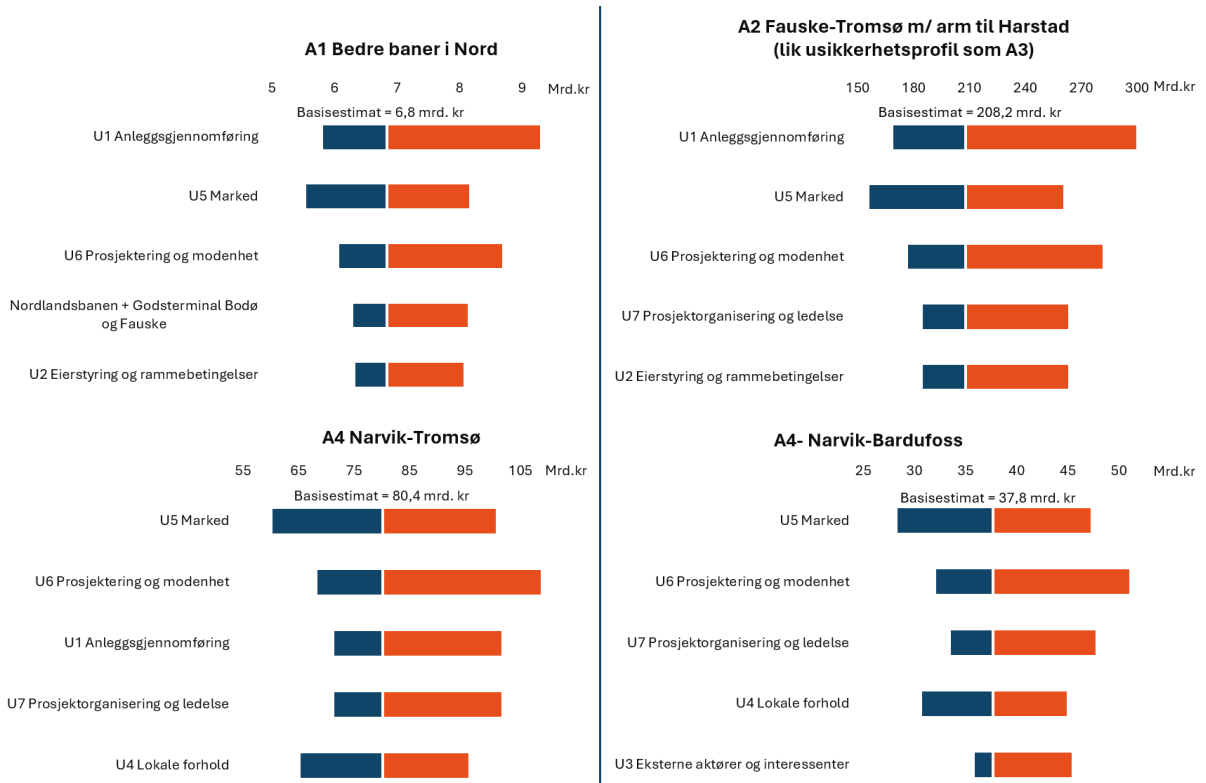 A1 Bedre baner i Nord
5 6 7 8 9 Mrd.kr
Basisestimat = 6,8 mrd. kr
U1 Anleggsgjennomføring
U5 Marked
U6 Prosjektering og modenhet
Nordlandsbanen + Godsterminal Bodø
og Fauske
U2 Eierstyring og rammebetingelser
A2 Fauske-Tromsø m/ arm til Harstad
(lik usikkerhetsprofil som A3)
150 180 210 240 270 300 Mrd.kr
Basisestimat = 208,2 mrd. kr
U1 Anleggsgjennomføring
U5 Marked
U6 Prosjektering og modenhet
U7 Prosjektorganisering og ledelse
U2 Eierstyring og rammebetingelser
A4 Narvik-Tromsø
55 65 75 85 95 105 Mrd.kr
Basisestimat = 80,4 mrd. kr
U5 Marked
U6 Prosjektering og modenhet
U1 Anleggsgjennomføring
U7 Prosjektorganisering og ledelse
U4 Lokale forhold
A4- Narvik-Bardufoss
25 30 35 40 45 50 Mrd.kr
Basisestimat = 37,8 mrd. kr
U5 Marked
U6 Prosjektering og modenhet
U7 Prosjektorganisering og ledelse
U4 Lokale forhold
U3 Eksterne aktører og interessenter